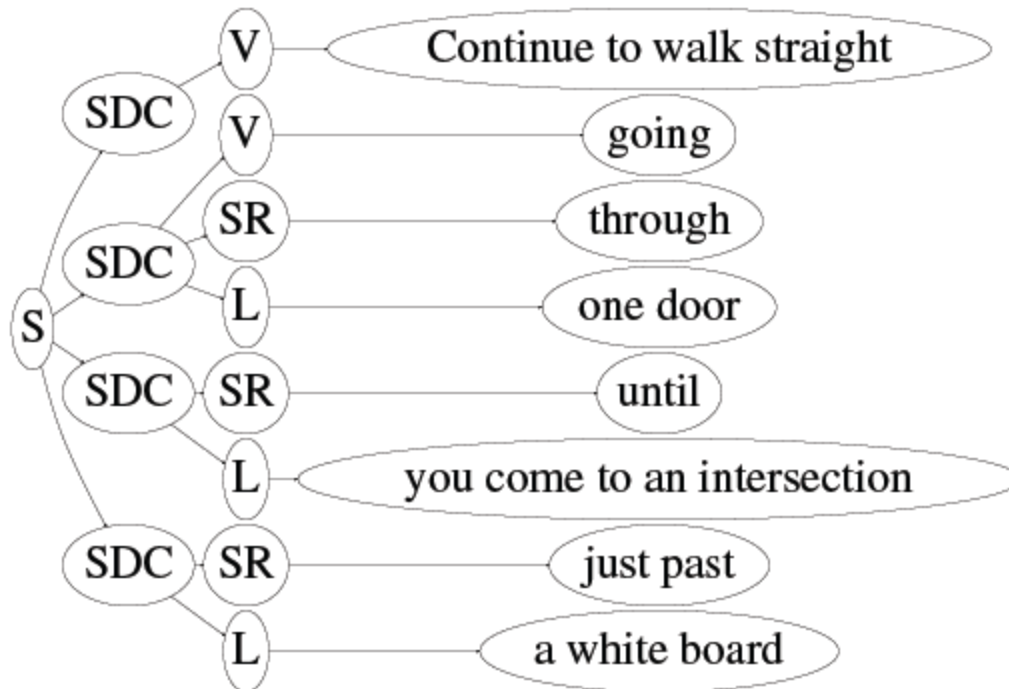 V Continue to walk straight
SDC
V going
SR through
SDC
L one door
S
SDC SR until
L you come to an intersection
SDC SR just past
L a white board